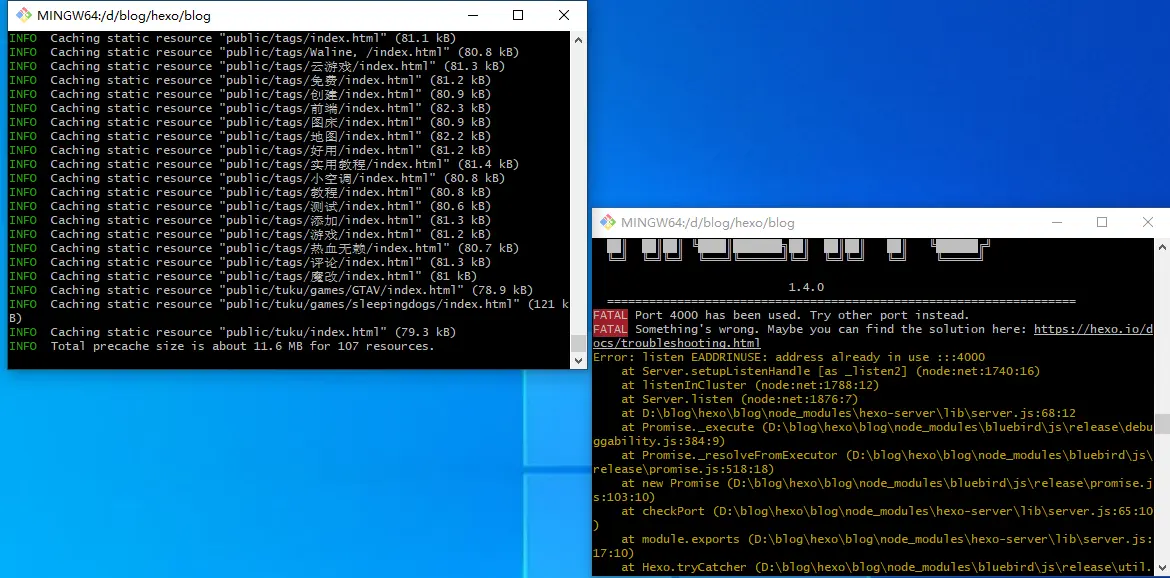 MINGW64:/d/blog/hexo/blog
INFO  Caching static resource "public/tags/index.html" (81.1 kB)
INFO  Caching static resource "public/tags/Waline, /index.html" (80.8 kB)
INFO  Caching static resource "public/tags/云游戏/index.html" (81.3 kB)
INFO  Caching static resource "public/tags/免费/index.html" (81.2 kB)
INFO  Caching static resource "public/tags/创建/index.html" (80.9 kB)
INFO  Caching static resource "public/tags/前端/index.html" (82.3 kB)
INFO  Caching static resource "public/tags/图床/index.html" (80.9 kB)
INFO  Caching static resource "public/tags/地图/index.html" (82.2 kB)
INFO  Caching static resource "public/tags/好用/index.html" (81.2 kB)
INFO  Caching static resource "public/tags/实用教程/index.html" (81.4 kB)
INFO  Caching static resource "public/tags/小空调/index.html" (80.8 kB)
INFO  Caching static resource "public/tags/教程/index.html" (80.8 kB)
INFO  Caching static resource "public/tags/测试/index.html" (80.6 kB)
INFO  Caching static resource "public/tags/添加/index.html" (81.3 kB)
INFO  Caching static resource "public/tags/游戏/index.html" (81.2 kB)
INFO  Caching static resource "public/tags/热血无赖/index.html" (80.7 kB)
INFO  Caching static resource "public/tags/评论/index.html" (81.3 kB)
INFO  Caching static resource "public/tags/魔改/index.html" (81 kB)
INFO  Caching static resource "public/tuku/games/GTAV/index.html" (78.9 kB)
INFO  Caching static resource "public/tuku/games/sleepingdogs/index.html" (121 k
B)
INFO  Caching static resource "public/tuku/index.html" (79.3 kB)
INFO  Total precache size is about 11.6 MB for 107 resources.
MINGW64:/d/blog/hexo/blog
1.4.0
===================================================================
FATAL Port 4000 has been used. Try other port instead.
FATAL Something's wrong. Maybe you can find the solution here: https://hexo.io/d
ocs/troubleshooting.html
Error: listen EADDRINUSE: address already in use :::4000
    at Server.setupListenHandle [as _listen2] (node:net:1740:16)
    at listenInCluster (node:net:1788:12)
    at Server.listen (node:net:1876:7)
    at D:\blog\hexo\blog\node_modules\hexo-server\lib\server.js:68:12
    at Promise._execute (D:\blog\hexo\blog\node_modules\bluebird\js\release\debu
ggability.js:384:9)
    at Promise._resolveFromExecutor (D:\blog\hexo\blog\node_modules\bluebird\js\
release\promise.js:518:18)
    at new Promise (D:\blog\hexo\blog\node_modules\bluebird\js\release\promise.j
s:103:10)
    at checkPort (D:\blog\hexo\blog\node_modules\hexo-server\lib\server.js:65:10
)
    at module.exports (D:\blog\hexo\blog\node_modules\hexo-server\lib\server.js:
17:10)
    at Hexo.tryCatcher (D:\blog\hexo\blog\node_modules\bluebird\js\release\util.